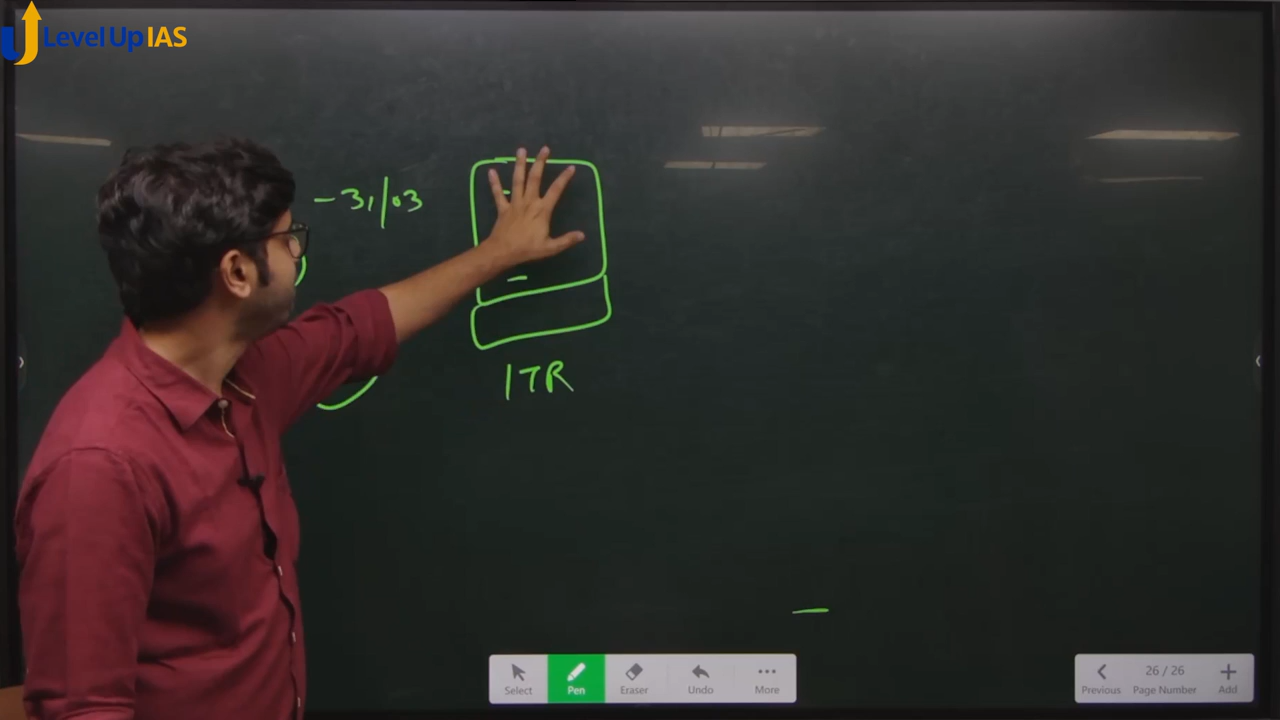 Level Up IAS
- 31/03
ITR
Select
Pen
Eraser
Undo
More
Previous
26 / 26
Page Number
Add